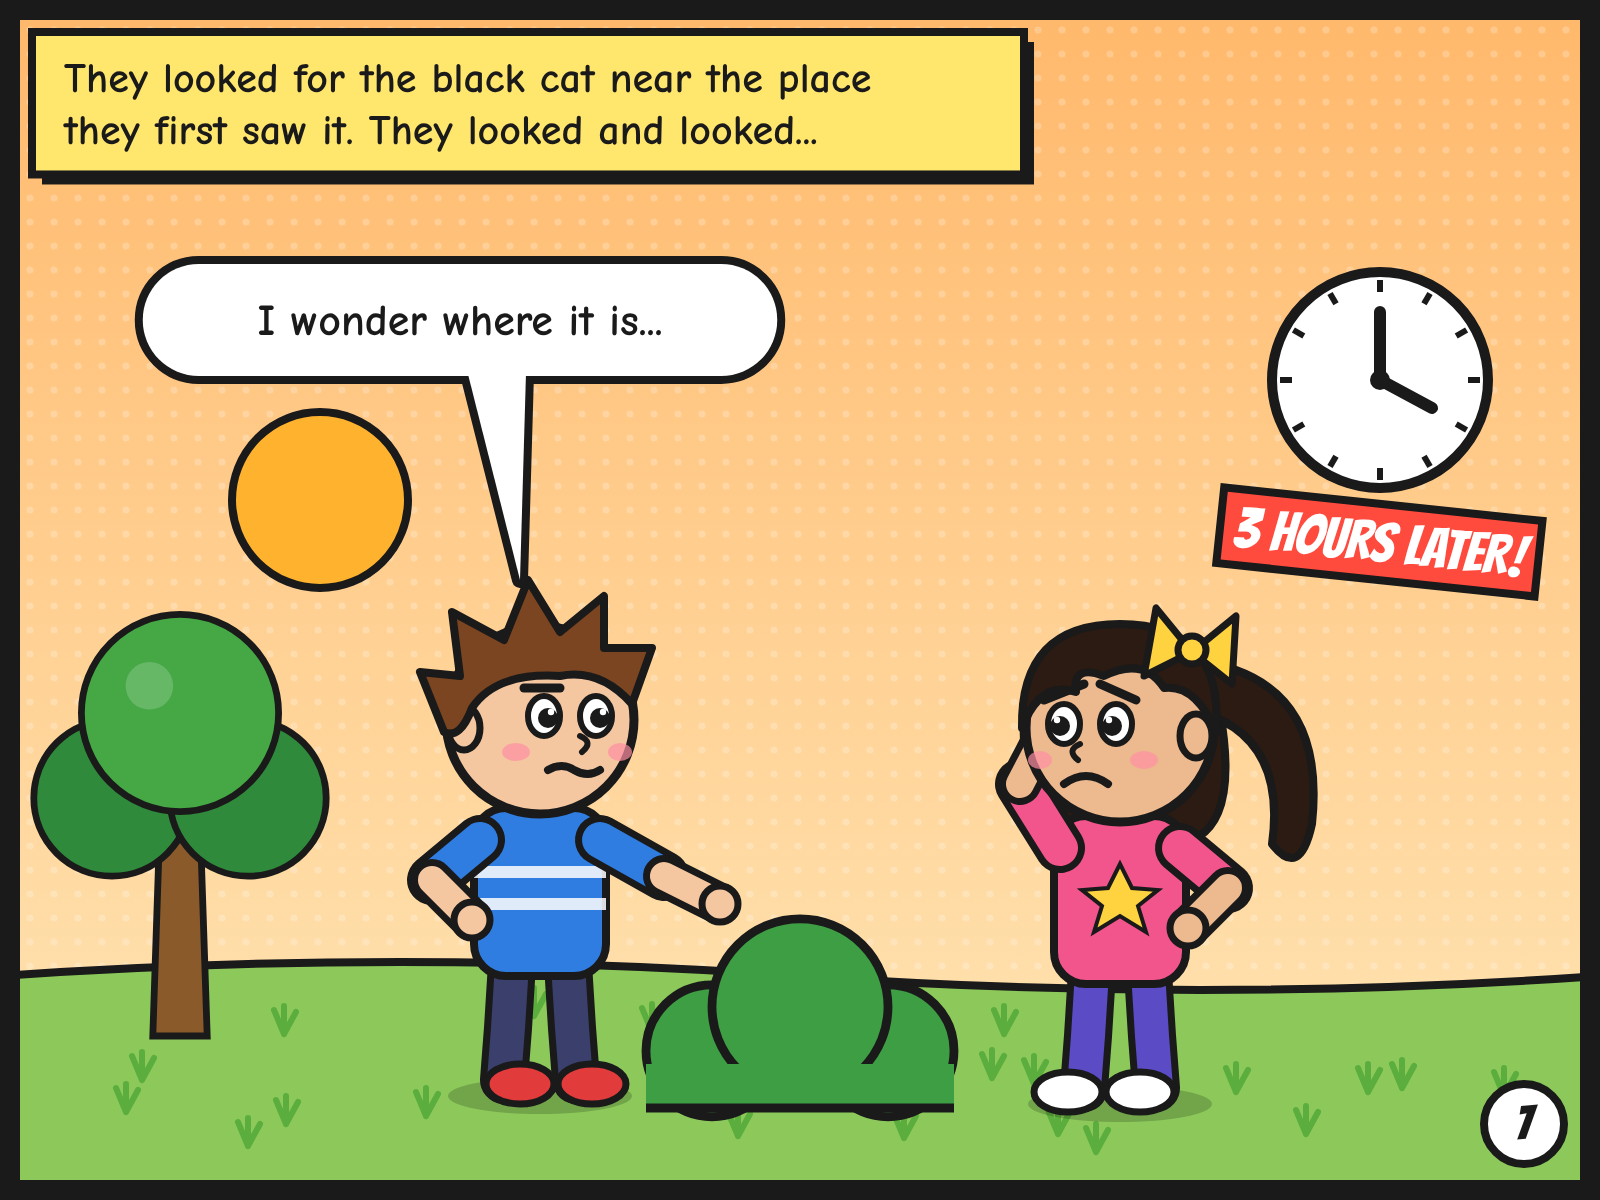 They looked for the black cat near the place
they first saw it. They looked and looked...
I wonder where it is...
3 HOURS LATER!
1